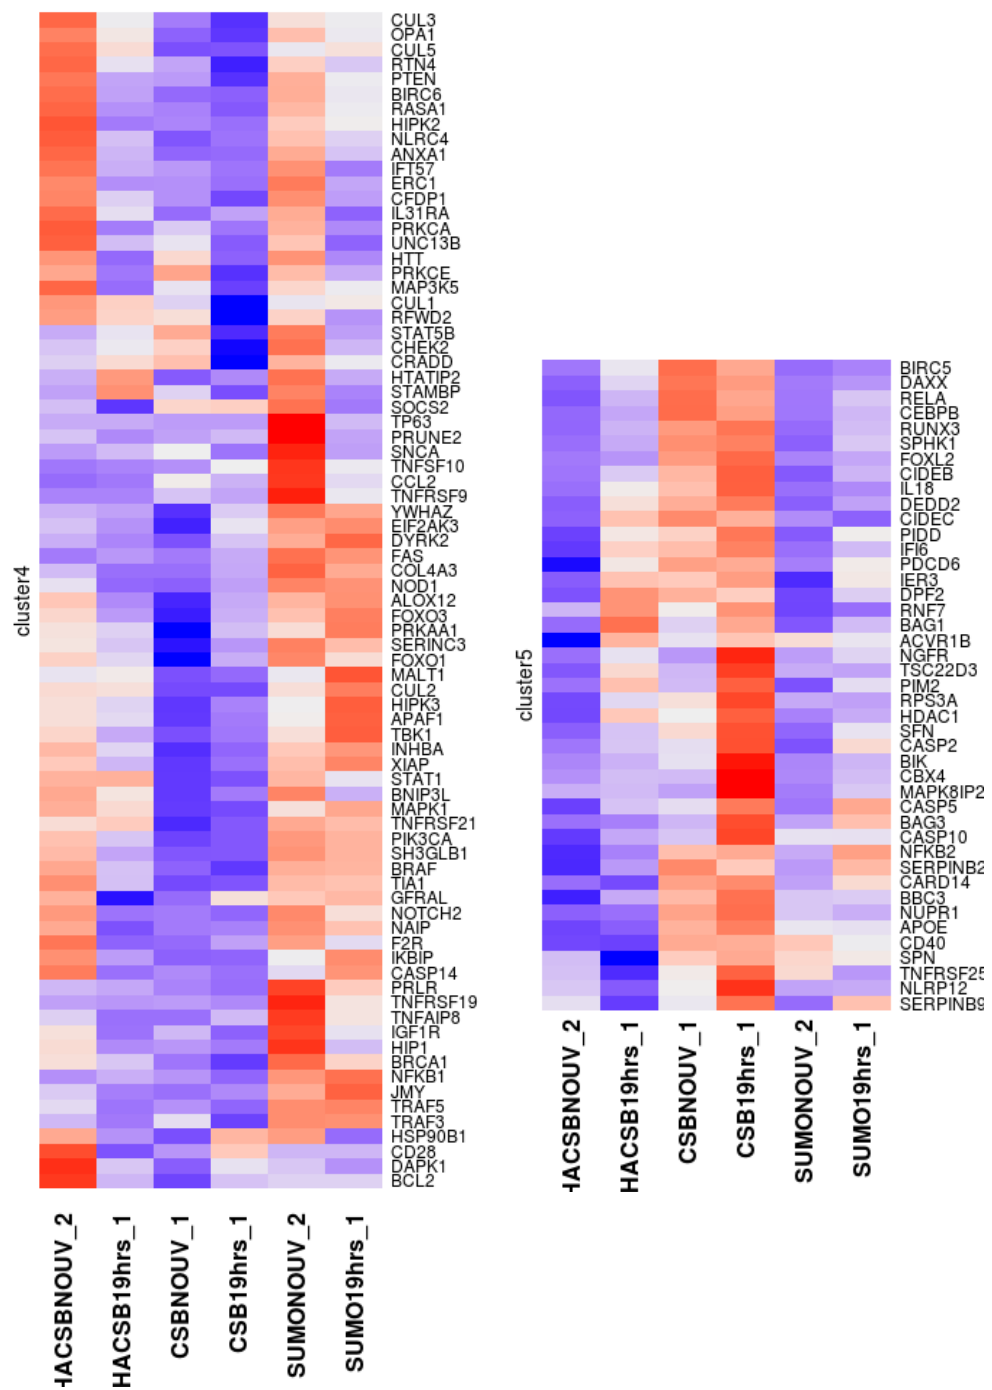 cluster4
CUL3
OPA1
CUL5
RTN4
PTEN
BIRC6
RASA1
HIPK2
NLRC4
ANXA1
IFT57
ERC1
CFDP1
IL31RA
PRKCA
UNC13B
HTT
PRKCE
MAP3K5
CUL1
RFWD2
STAT5B
CHEK2
CRADD
HTATIP2
STAMBP
SOCS2
TP63
PRUNE2
SNCA
TNFSF10
CCL2
TNFRSF9
YWHAZ
EIF2AK3
DYRK2
FAS
COL4A3
NOD1
ALOX12
FOXO3
PRKAA1
SERINC3
FOXO1
MALT1
CUL2
HIPK3
APAF1
TBK1
INHBA
XIAP
STAT1
BNIP3L
MAPK1
TNFRSF21
PIK3CA
SH3GLB1
BRAF
TIA1
GFRAL
NOTCH2
NAIP
F2R
IKBIP
CASP14
PRLR
TNFRSF19
TNFAIP8
IGF1R
HIP1
BRCA1
NFKB1
JMY
TRAF5
TRAF3
HSP90B1
CD28
DAPK1
BCL2
HACSBNOUV_2
HACSB19hrs_1
CSBNOUV_1
CSB19hrs_1
SUMONOUV_2
SUMO19hrs_1
cluster5
BIRC5
DAXX
RELA
CEBPB
RUNX3
SPHK1
FOXL2
CIDEB
IL18
DEDD2
CIDEC
PIDD
IFI6
PDCD6
IER3
DPF2
RNF7
BAG1
ACVR1B
NGFR
TSC22D3
PIM2
RPS3A
HDAC1
SFN
CASP2
BIK
CBX4
MAPK8IP2
CASP5
BAG3
CASP10
NFKB2
SERPINB2
CARD14
BBC3
NUPR1
APOE
CD40
SPN
TNFRSF25
NLRP12
SERPINB9
HACSBNOUV_2
HACSB19hrs_1
CSBNOUV_1
CSB19hrs_1
SUMONOUV_2
SUMO19hrs_1